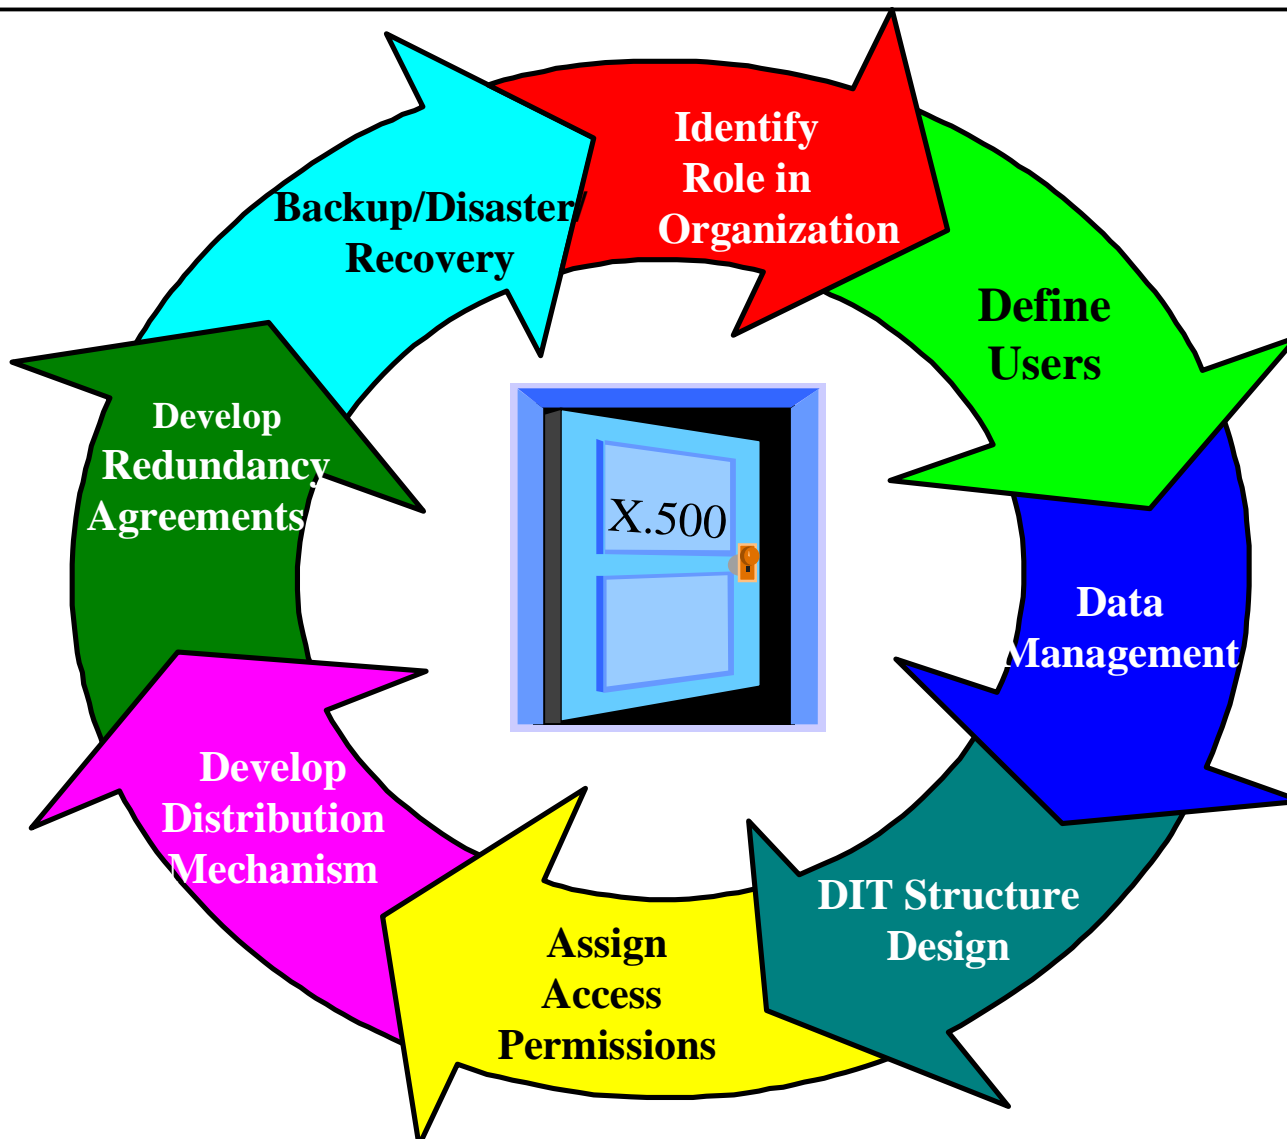 Identify
Role in
Organization
Define
Users
Data
Management
DIT Structure
Design
Assign
Access
Permissions
Develop
Distribution
Mechanism
Develop
Redundancy
Agreements
Backup/Disaster/
Recovery
X.500